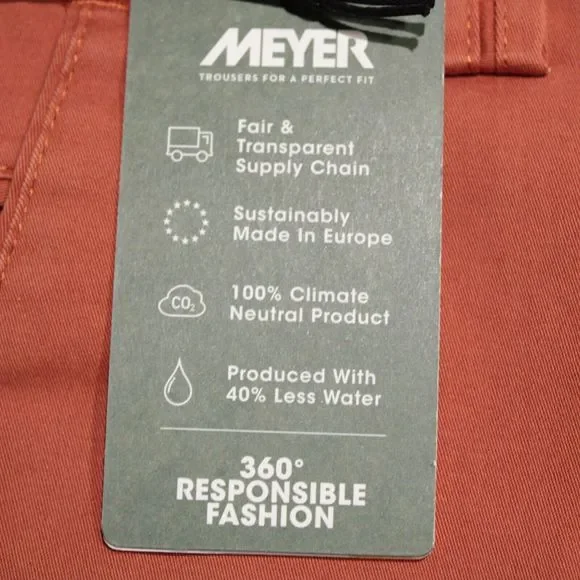 MEYER
TROUSERS FOR A PERFECT FIT
Fair &
Transparent
Supply Chain
Sustainably
Made In Europe
CO₂
100% Climate
Neutral Product
Produced With
40% Less Water
360°
RESPONSIBLE
FASHION